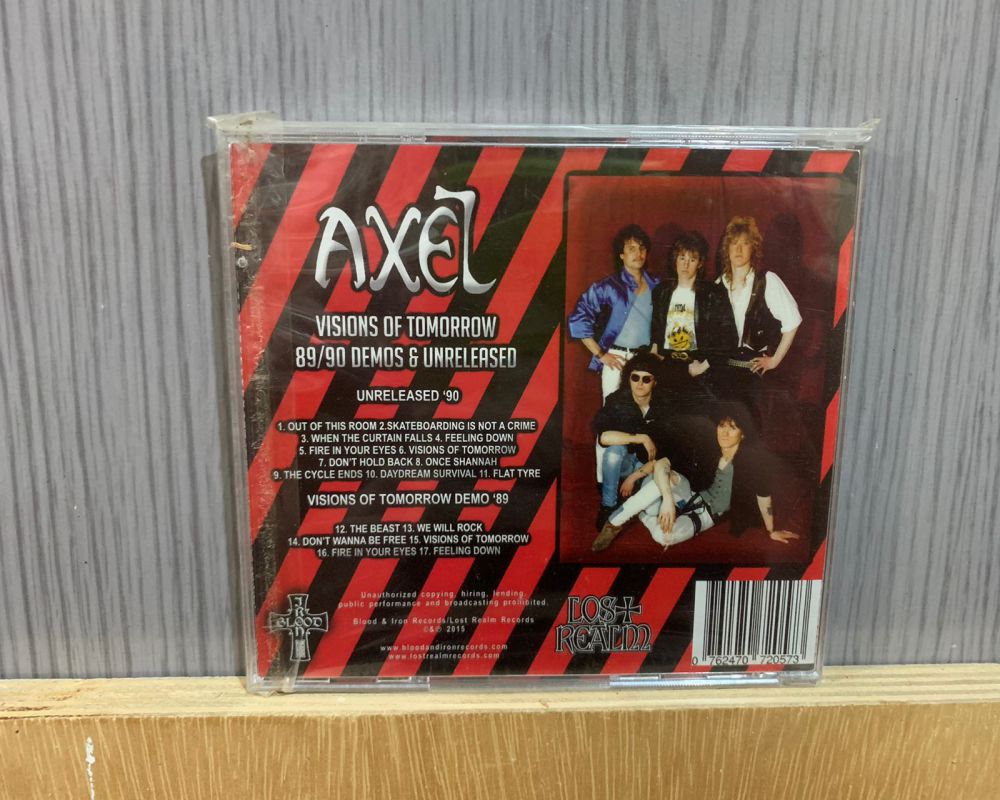 AXEL
VISIONS OF TOMORROW
89/90 DEMOS & UNRELEASED
UNRELEASED '90
1. OUT OF THIS ROOM 2.SKATEBOARDING IS NOT A CRIME
3. WHEN THE CURTAIN FALLS 4. FEELING DOWN
5. FIRE IN YOUR EYES 6. VISIONS OF TOMORROW
7. DON'T HOLD BACK 8. ONCE SHANNAH
9. THE CYCLE ENDS 10. DAYDREAM SURVIVAL 11. FLAT TYRE
VISIONS OF TOMORROW DEMO '89
12. THE BEAST 13. WE WILL ROCK
14. DON'T WANNA BE FREE 15. VISIONS OF TOMORROW
16. FIRE IN YOUR EYES 17. FEELING DOWN
Unauthorized copying, hiring, lending,
public performance and broadcasting prohibited.
Blood & Iron Records/Lost Realm Records
©&℗ 2015
www.bloodandironrecords.com
www.lostrealmrecords.com
BLOOD
IRON
LOST
REALM
0 762470 720573